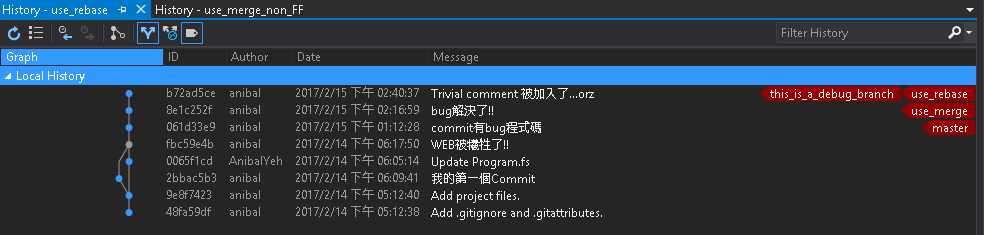 History - use_rebase History - use_merge_non_FF
Filter History
Graph ID Author Date Message
Local History
b72ad5ce anibal 2017/2/15 下午 02:40:37 Trivial comment 被加入了...orz this_is_a_debug_branch use_rebase
8e1c252f anibal 2017/2/15 下午 02:16:59 bug解決了!! use_merge
061d33e9 anibal 2017/2/15 下午 01:12:28 commit有bug程式碼 master
fbc59e4b anibal 2017/2/14 下午 06:17:50 WEB被犧牲了!!
0065f1cd AnibalYeh 2017/2/14 下午 06:05:14 Update Program.fs
2bbac5b3 anibal 2017/2/14 下午 06:09:41 我的第一個Commit
9e8f7423 anibal 2017/2/14 下午 05:12:40 Add project files.
48fa59df anibal 2017/2/14 下午 05:12:38 Add .gitignore and .gitattributes.